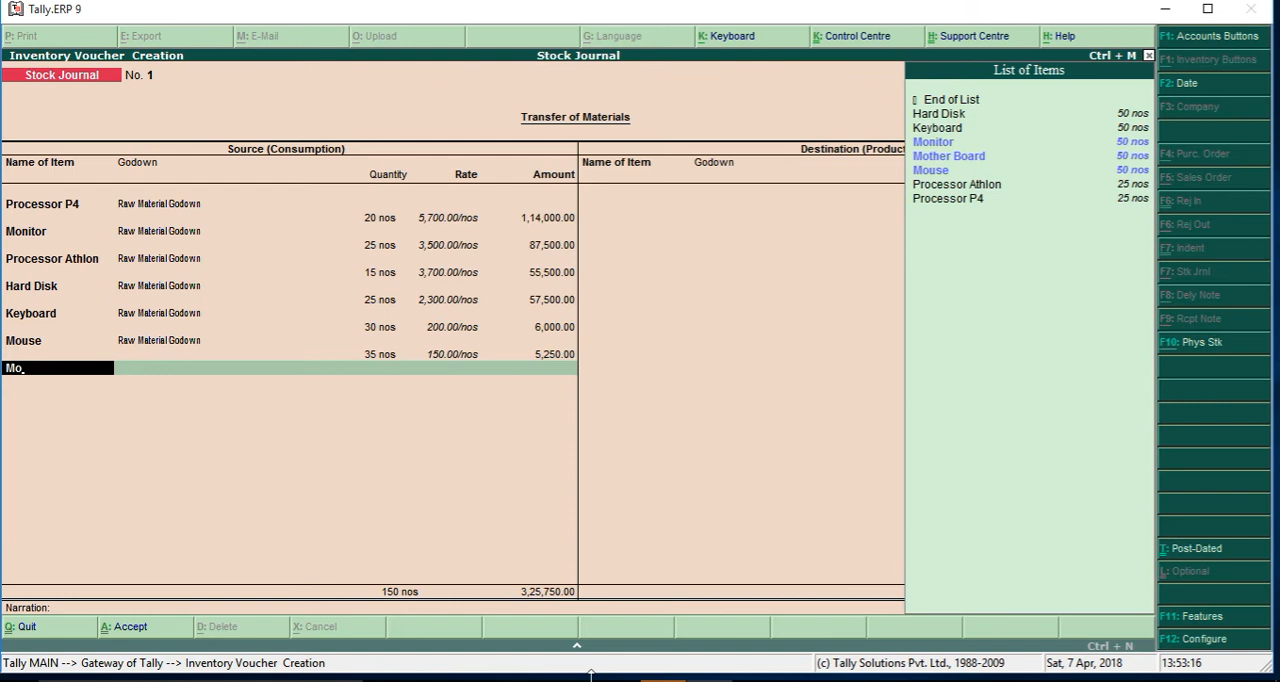 Tally.ERP 9
P: Print E: Export M: E-Mail O: Upload G: Language K: Keyboard K: Control Centre H: Support Centre H: Help
Inventory Voucher Creation Stock Journal Ctrl + M
Stock Journal No. 1
Transfer of Materials
Source (Consumption) Destination (Product
Name of Item Godown Quantity Rate Amount Name of Item Godown
Processor P4 Raw Material Godown
20 nos 5,700.00/nos 1,14,000.00
Monitor Raw Material Godown
25 nos 3,500.00/nos 87,500.00
Processor Athlon Raw Material Godown
15 nos 3,700.00/nos 55,500.00
Hard Disk Raw Material Godown
25 nos 2,300.00/nos 57,500.00
Keyboard Raw Material Godown
30 nos 200.00/nos 6,000.00
Mouse Raw Material Godown
35 nos 150.00/nos 5,250.00
Mo
150 nos 3,25,750.00
Narration:
List of Items
End of List
Hard Disk 50 nos
Keyboard 50 nos
Monitor 50 nos
Mother Board 50 nos
Mouse 50 nos
Processor Athlon 25 nos
Processor P4 25 nos
F1: Accounts Buttons
F1: Inventory Buttons
F2: Date
F3: Company
F4: Purc. Order
F5: Sales Order
F6: Rej In
F6: Rej Out
F7: Indent
F7: Stk Jrnl
F8: Dely Note
F9: Rcpt Note
F10: Phys Stk
T: Post-Dated
L: Optional
F11: Features
F12: Configure
Q: Quit A: Accept D: Delete X: Cancel
Ctrl + N
Tally MAIN --> Gateway of Tally --> Inventory Voucher Creation (c) Tally Solutions Pvt. Ltd., 1988-2009 Sat, 7 Apr, 2018 13:53:16